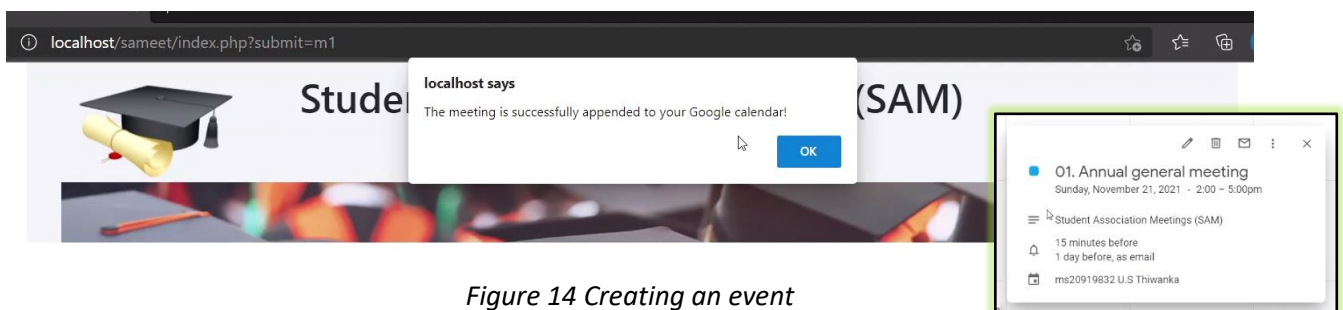 localhost/sameet/index.php?submit=m1
localhost says
The meeting is successfully appended to your Google calendar!
OK
(SAM)
01. Annual general meeting
Sunday, November 21, 2021 · 2:00 – 5:00pm
Student Association Meetings (SAM)
15 minutes before
1 day before, as email
ms20919832 U.S Thiwanka
Figure 14 Creating an event